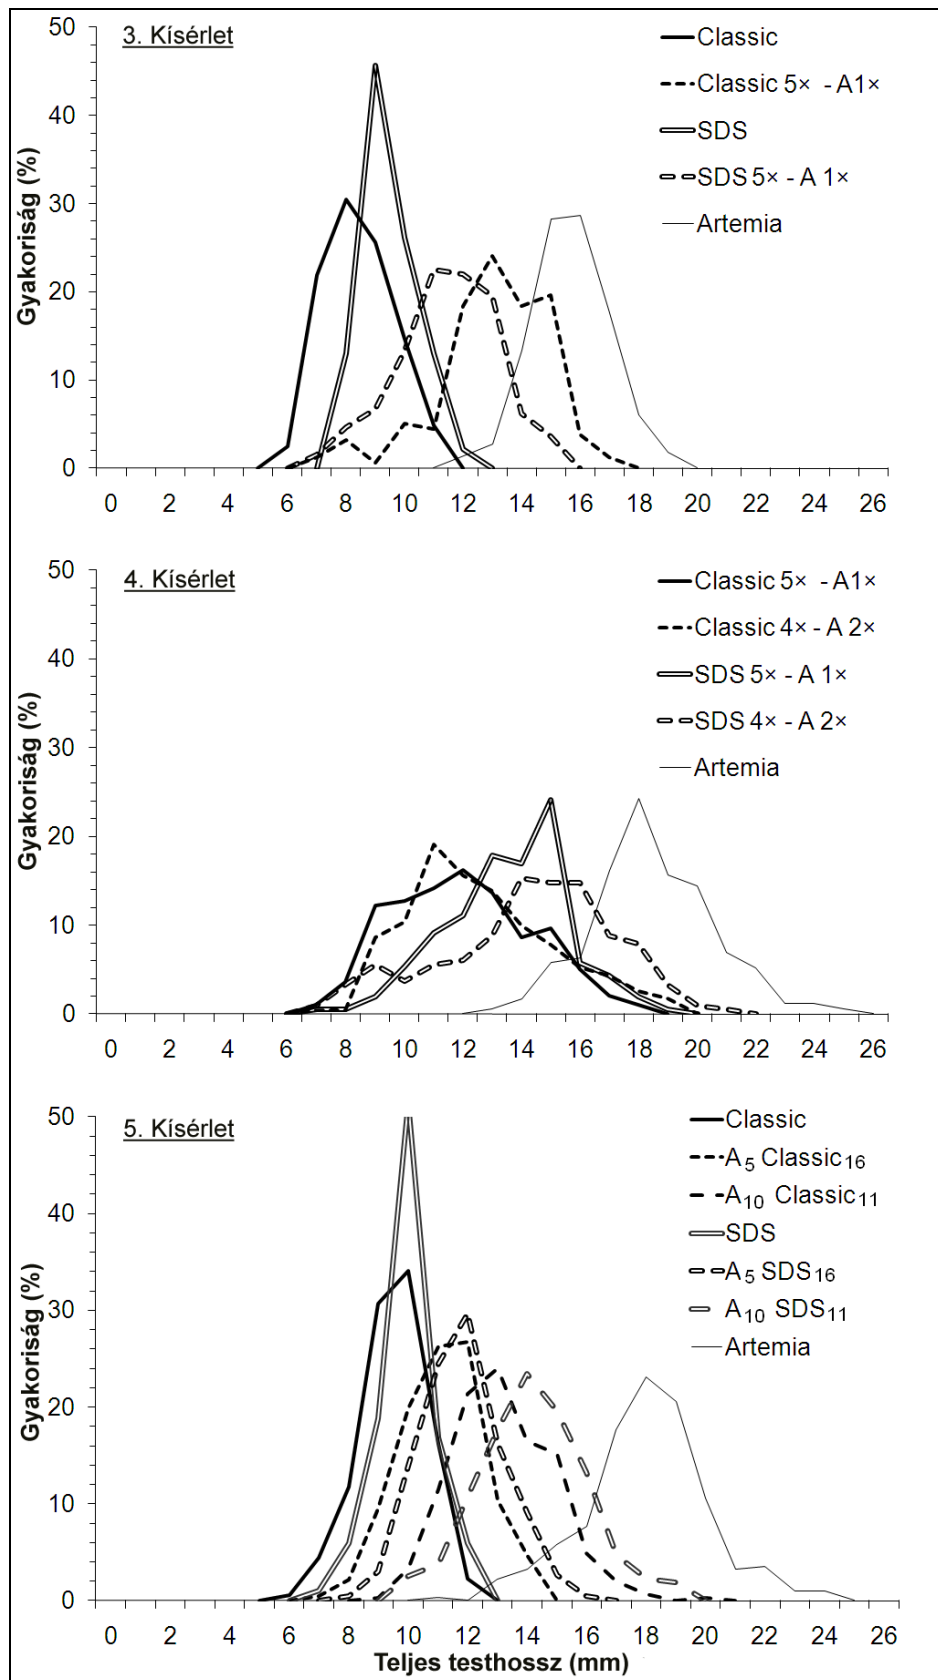 3. Kísérlet
Classic
Classic 5× - A1×
SDS
SDS 5× - A 1×
Artemia
Gyakoriság (%)
50
40
30
20
10
0
0 2 4 6 8 10 12 14 16 18 20 22 24 26
4. Kísérlet
Classic 5× - A1×
Classic 4× - A 2×
SDS 5× - A 1×
SDS 4× - A 2×
Artemia
Gyakoriság (%)
50
40
30
20
10
0
0 2 4 6 8 10 12 14 16 18 20 22 24 26
5. Kísérlet
Classic
A5 Classic16
A10 Classic11
SDS
A5 SDS16
A10 SDS11
Artemia
Gyakoriság (%)
50
40
30
20
10
0
0 2 4 6 8 10 12 14 16 18 20 22 24 26
Teljes testhossz (mm)